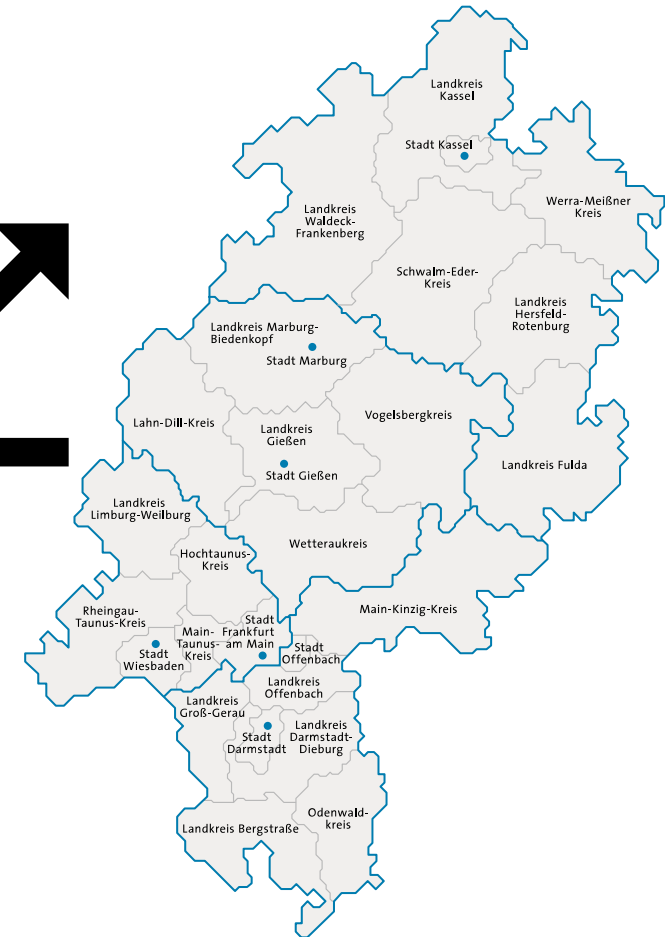 Landkreis
Kassel
Stadt Kassel
Werra-Meißner
Kreis
Landkreis
Waldeck-
Frankenberg
Schwalm-Eder-
Kreis
Landkreis
Hersfeld-
Rotenburg
Landkreis Marburg-
Biedenkopf
Stadt Marburg
Lahn-Dill-Kreis
Landkreis
Gießen
Stadt Gießen
Vogelsbergkreis
Landkreis Fulda
Landkreis
Limburg-Weilburg
Wetteraukreis
Hochtaunus-
Kreis
Rheingau-
Taunus-Kreis
Main-Kinzig-Kreis
Stadt
Wiesbaden
Main-
Taunus-
Kreis
Stadt
Frankfurt
am Main
Stadt
Offenbach
Landkreis
Offenbach
Landkreis
Groß-Gerau
Stadt
Darmstadt
Landkreis
Darmstadt-
Dieburg
Odenwald-
kreis
Landkreis Bergstraße